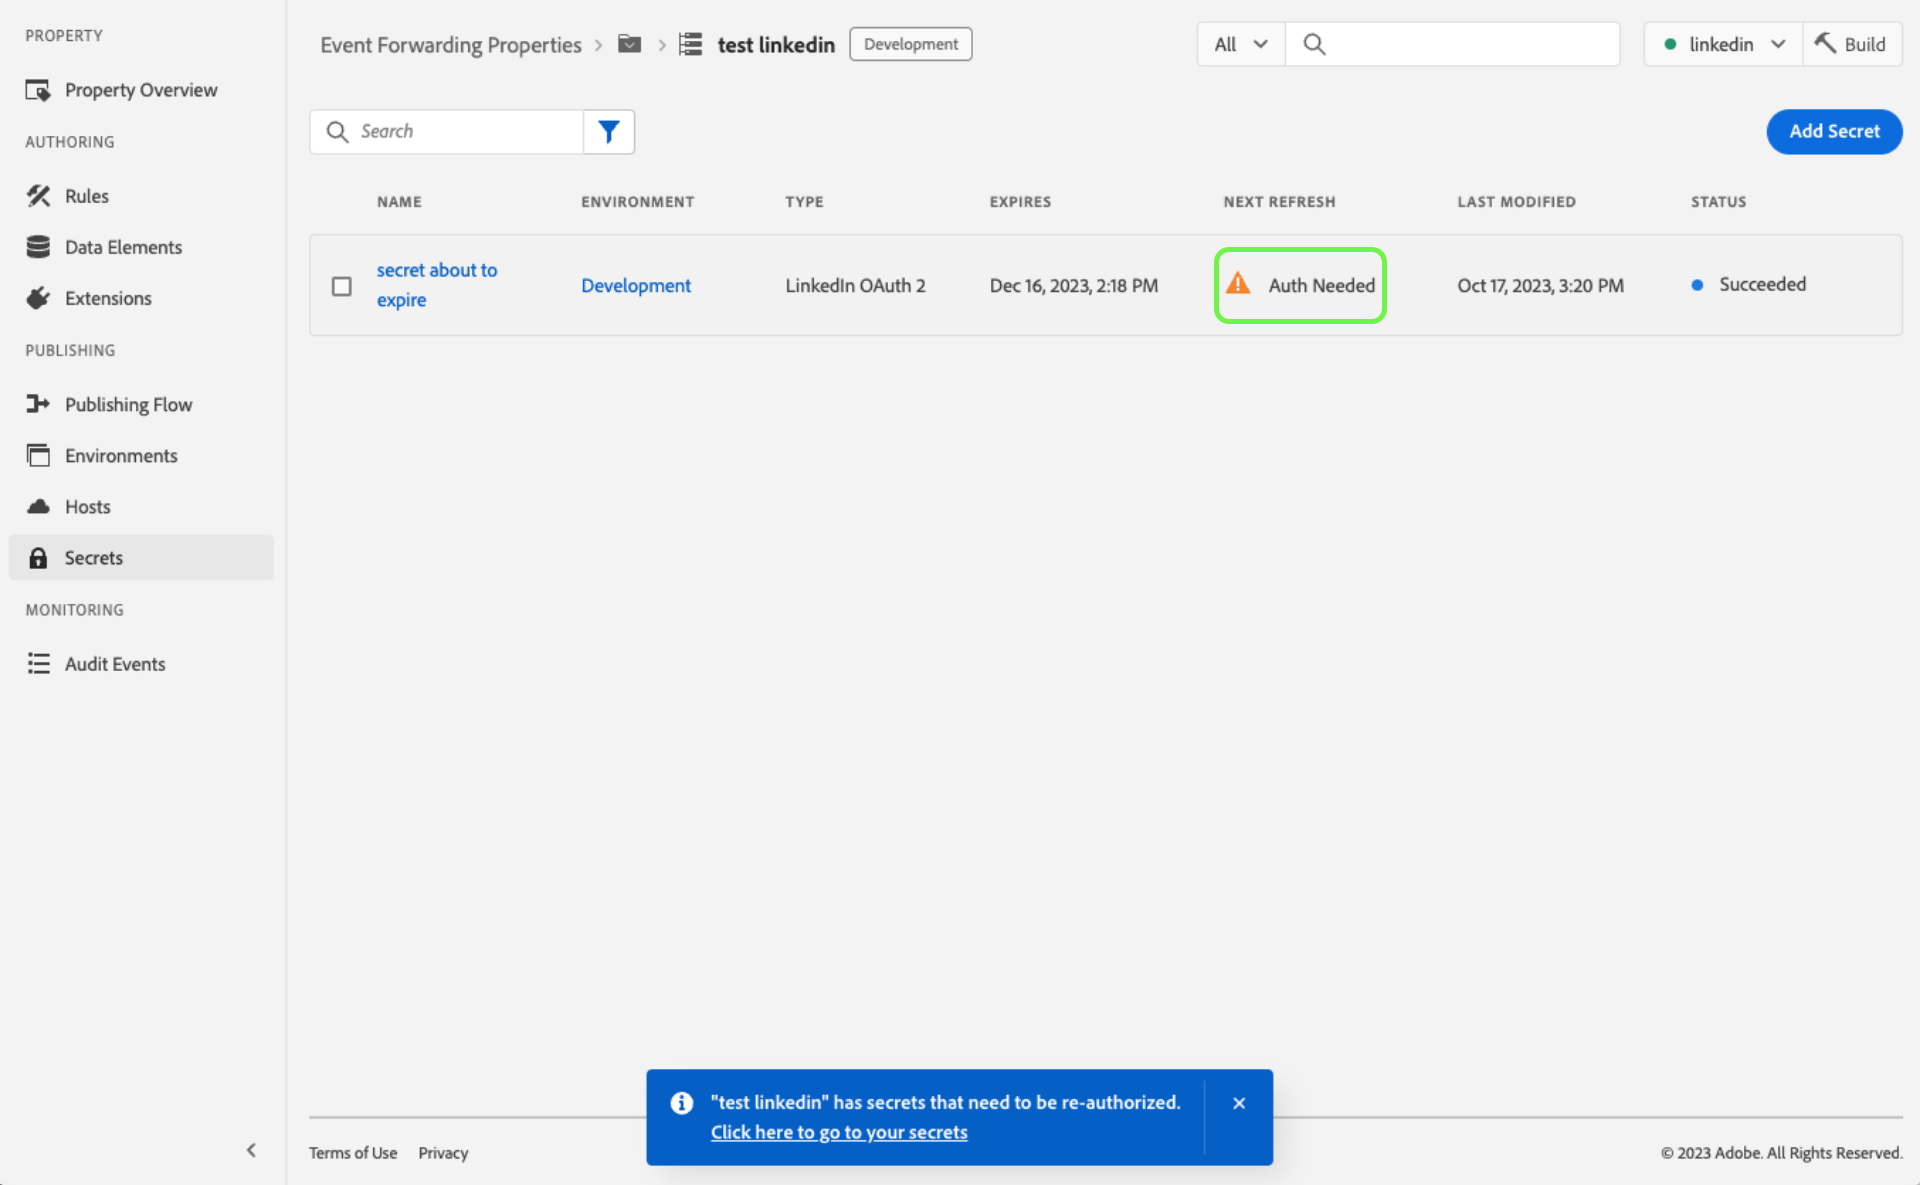 PROPERTY
Property Overview
AUTHORING
Rules
Data Elements
Extensions
PUBLISHING
Publishing Flow
Environments
Hosts
Secrets
MONITORING
Audit Events
Event Forwarding Properties
test linkedin
Development
All
linkedin
Build
Search
Add Secret
NAME ENVIRONMENT TYPE EXPIRES NEXT REFRESH LAST MODIFIED STATUS
secret about to
expire
Development
LinkedIn OAuth 2
Dec 16, 2023, 2:18 PM
Auth Needed
Oct 17, 2023, 3:20 PM
Succeeded
"test linkedin" has secrets that need to be re-authorized.
Click here to go to your secrets
Terms of Use Privacy
© 2023 Adobe. All Rights Reserved.